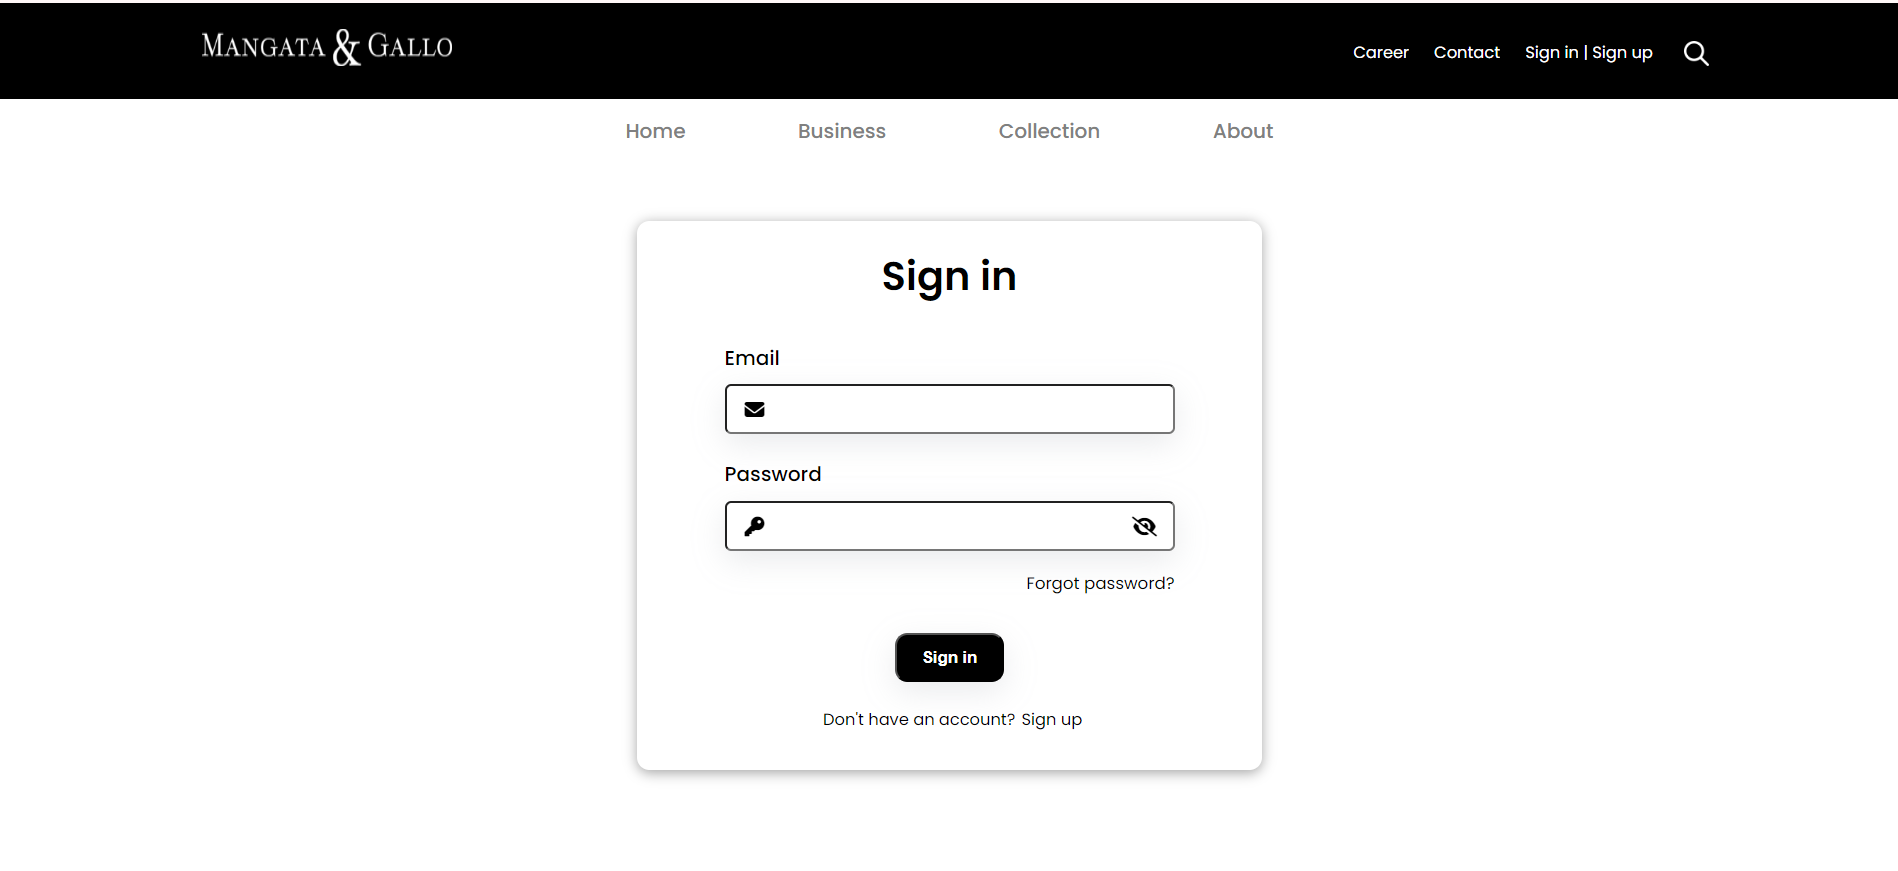 MANGATA & GALLO
Career Contact Sign in | Sign up
Home Business Collection About
Sign in
Email
Password
Forgot password?
Sign in
Don't have an account? Sign up